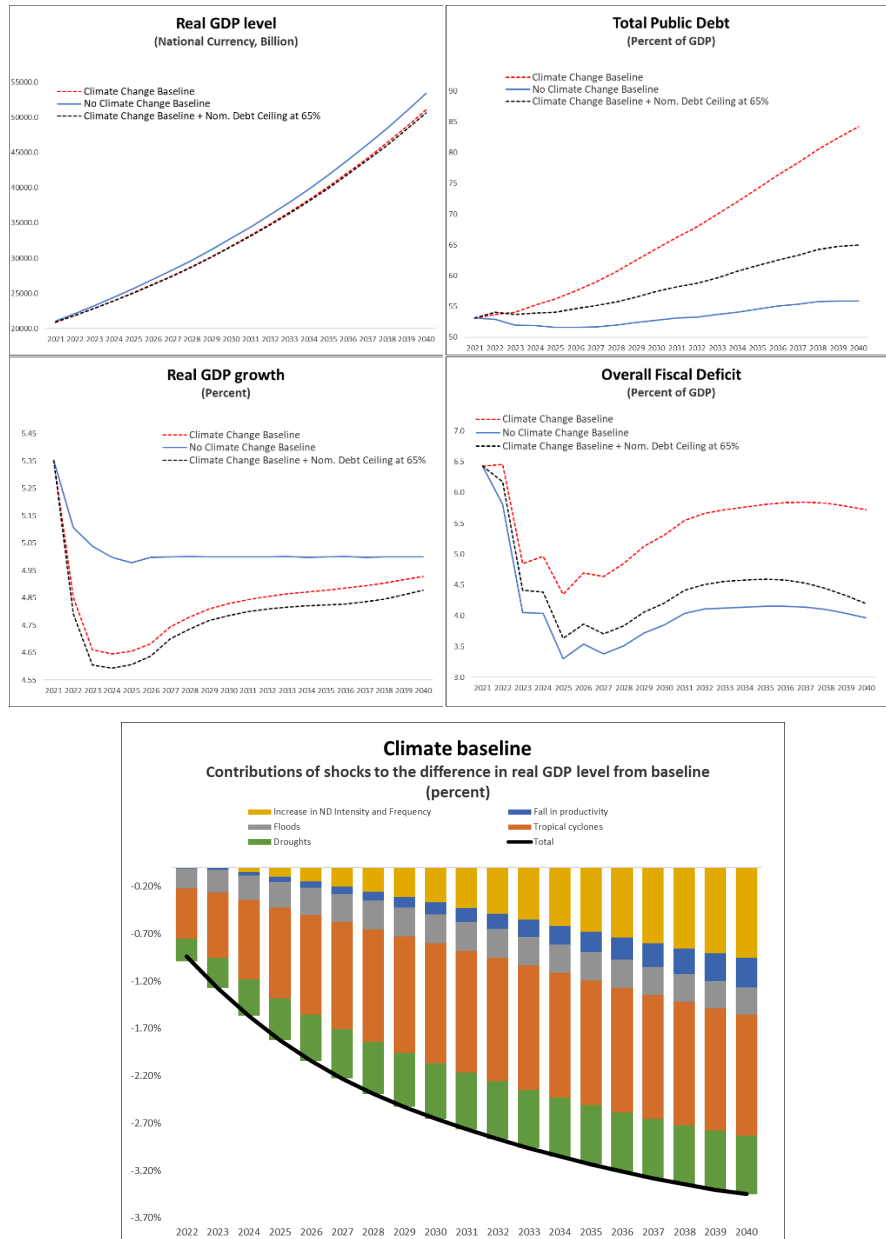 Real GDP level
(National Currency, Billion)
Climate Change Baseline
No Climate Change Baseline
Climate Change Baseline + Nom. Debt Ceiling at 65%
55000.0
50000.0
45000.0
40000.0
35000.0
30000.0
25000.0
20000.0
2021 2022 2023 2024 2025 2026 2027 2028 2029 2030 2031 2032 2033 2034 2035 2036 2037 2038 2039 2040
Total Public Debt
(Percent of GDP)
Climate Change Baseline
No Climate Change Baseline
Climate Change Baseline + Nom. Debt Ceiling at 65%
90
85
80
75
70
65
60
55
50
2021 2022 2023 2024 2025 2026 2027 2028 2029 2030 2031 2032 2033 2034 2035 2036 2037 2038 2039 2040
Real GDP growth
(Percent)
Climate Change Baseline
No Climate Change Baseline
Climate Change Baseline + Nom. Debt Ceiling at 65%
5.45
5.35
5.25
5.15
5.05
4.95
4.85
4.75
4.65
4.55
2021 2022 2023 2024 2025 2026 2027 2028 2029 2030 2031 2032 2033 2034 2035 2036 2037 2038 2039 2040
Overall Fiscal Deficit
(Percent of GDP)
Climate Change Baseline
No Climate Change Baseline
Climate Change Baseline + Nom. Debt Ceiling at 65%
7.0
6.5
6.0
5.5
5.0
4.5
4.0
3.5
3.0
2021 2022 2023 2024 2025 2026 2027 2028 2029 2030 2031 2032 2033 2034 2035 2036 2037 2038 2039 2040
Climate baseline
Contributions of shocks to the difference in real GDP level from baseline
(percent)
Increase in ND Intensity and Frequency
Fall in productivity
Floods
Tropical cyclones
Droughts
Total
-0.20%
-0.70%
-1.20%
-1.70%
-2.20%
-2.70%
-3.20%
-3.70%
2022 2023 2024 2025 2026 2027 2028 2029 2030 2031 2032 2033 2034 2035 2036 2037 2038 2039 2040